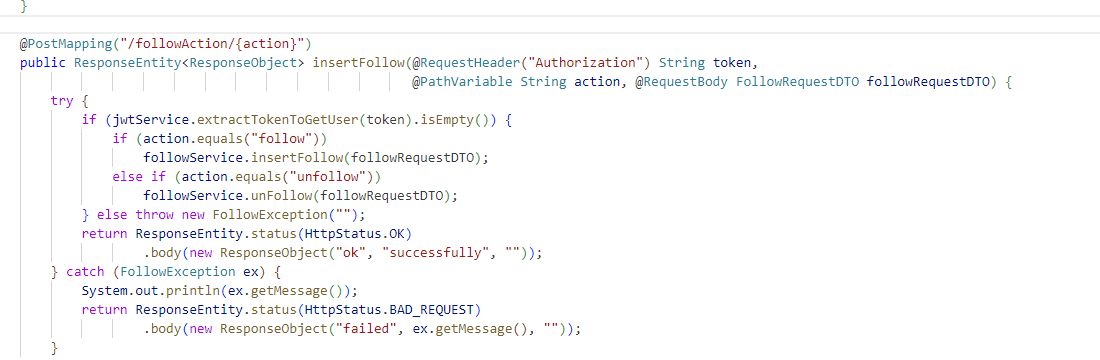 }
@PostMapping("/followAction/{action}")
public ResponseEntity<ResponseObject> insertFollow(@RequestHeader("Authorization") String token,
@PathVariable String action, @RequestBody FollowRequestDTO followRequestDTO) {
try {
if (jwtService.extractTokenToGetUser(token).isEmpty()) {
if (action.equals("follow"))
followService.insertFollow(followRequestDTO);
else if (action.equals("unfollow"))
followService.unFollow(followRequestDTO);
} else throw new FollowException("");
return ResponseEntity.status(HttpStatus.OK)
.body(new ResponseObject("ok", "successfully", ""));
} catch (FollowException ex) {
System.out.println(ex.getMessage());
return ResponseEntity.status(HttpStatus.BAD_REQUEST)
.body(new ResponseObject("failed", ex.getMessage(), ""));
}